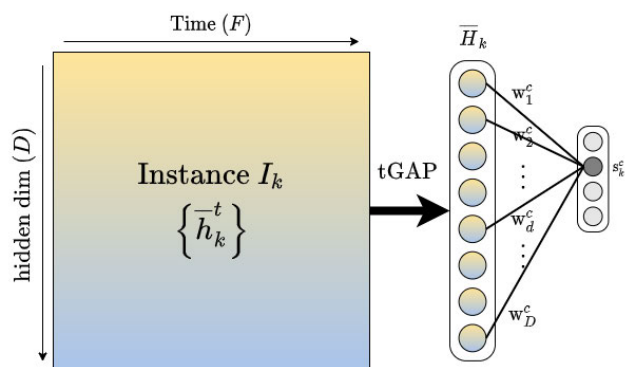 Time (F)
hidden dim (D)
Instance I_k
{h̅_k^t}
tGAP
H̅_k
w_1^c
w_2^c
⋮
w_d^c
⋮
w_D^c
s_k^c